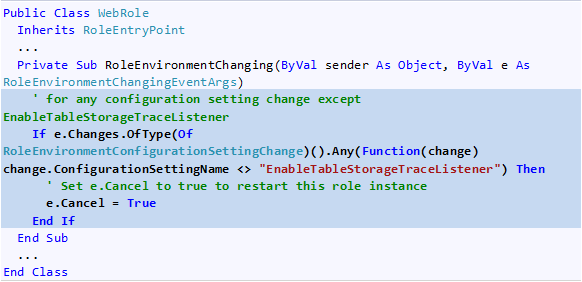 Public Class WebRole
  Inherits RoleEntryPoint
  ...
  Private Sub RoleEnvironmentChanging(ByVal sender As Object, ByVal e As
RoleEnvironmentChangingEventArgs)
    ' for any configuration setting change except
EnableTableStorageTraceListener
    If e.Changes.OfType(Of
RoleEnvironmentConfigurationSettingChange)().Any(Function(change)
change.ConfigurationSettingName <> "EnableTableStorageTraceListener") Then
      ' Set e.Cancel to true to restart this role instance
      e.Cancel = True
    End If
  End Sub
  ...
End Class